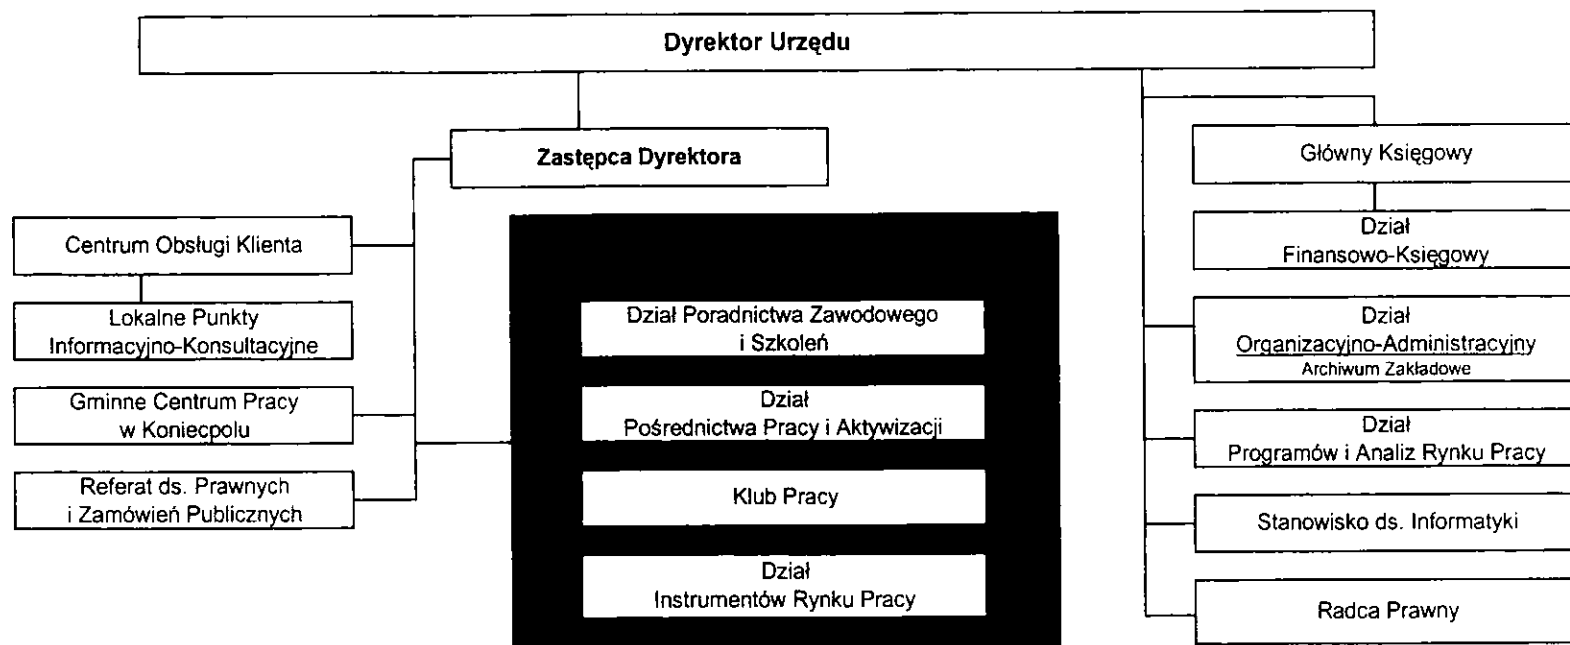 Dyrektor Urzędu
Zastępca Dyrektora
Centrum Obsługi Klienta
Lokalne Punkty
Informacyjno-Konsultacyjne
Gminne Centrum Pracy
w Koniecpolu
Referat ds. Prawnych
i Zamówień Publicznych
Dział Poradnictwa Zawodowego
i Szkoleń
Dział
Pośrednictwa Pracy i Aktywizacji
Klub Pracy
Dział
Instrumentów Rynku Pracy
Główny Księgowy
Dział
Finansowo-Księgowy
Dział
Organizacyjno-Administracyjny
Archiwum Zakładowe
Dział
Programów i Analiz Rynku Pracy
Stanowisko ds. Informatyki
Radca Prawny